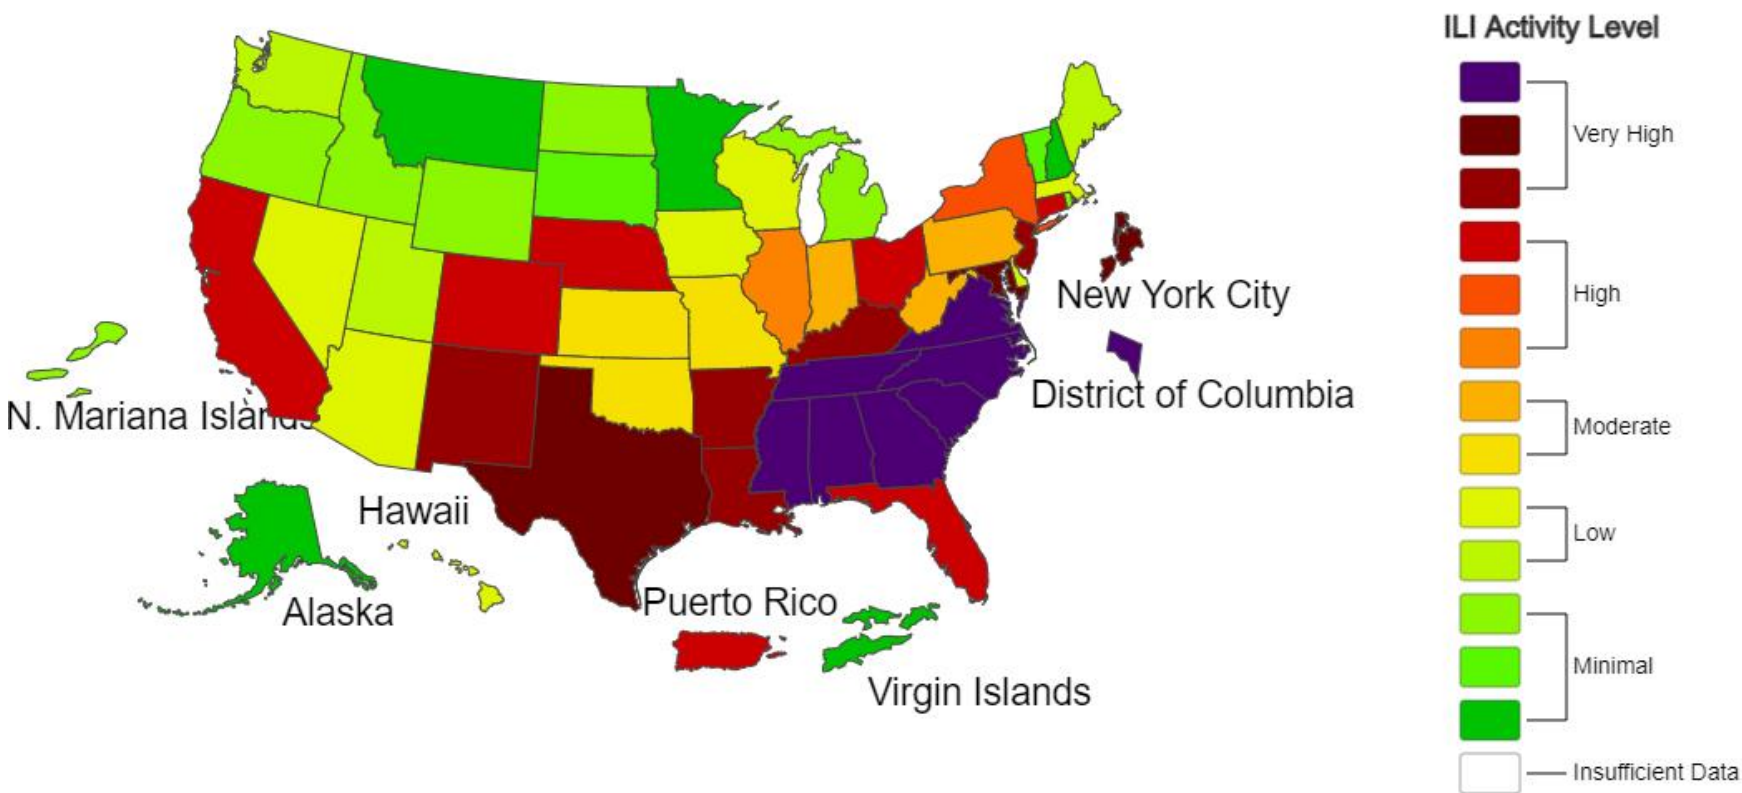 ILI Activity Level
Very High
High
Moderate
Low
Minimal
Insufficient Data
New York City
District of Columbia
N. Mariana Islands
Hawaii
Alaska
Puerto Rico
Virgin Islands